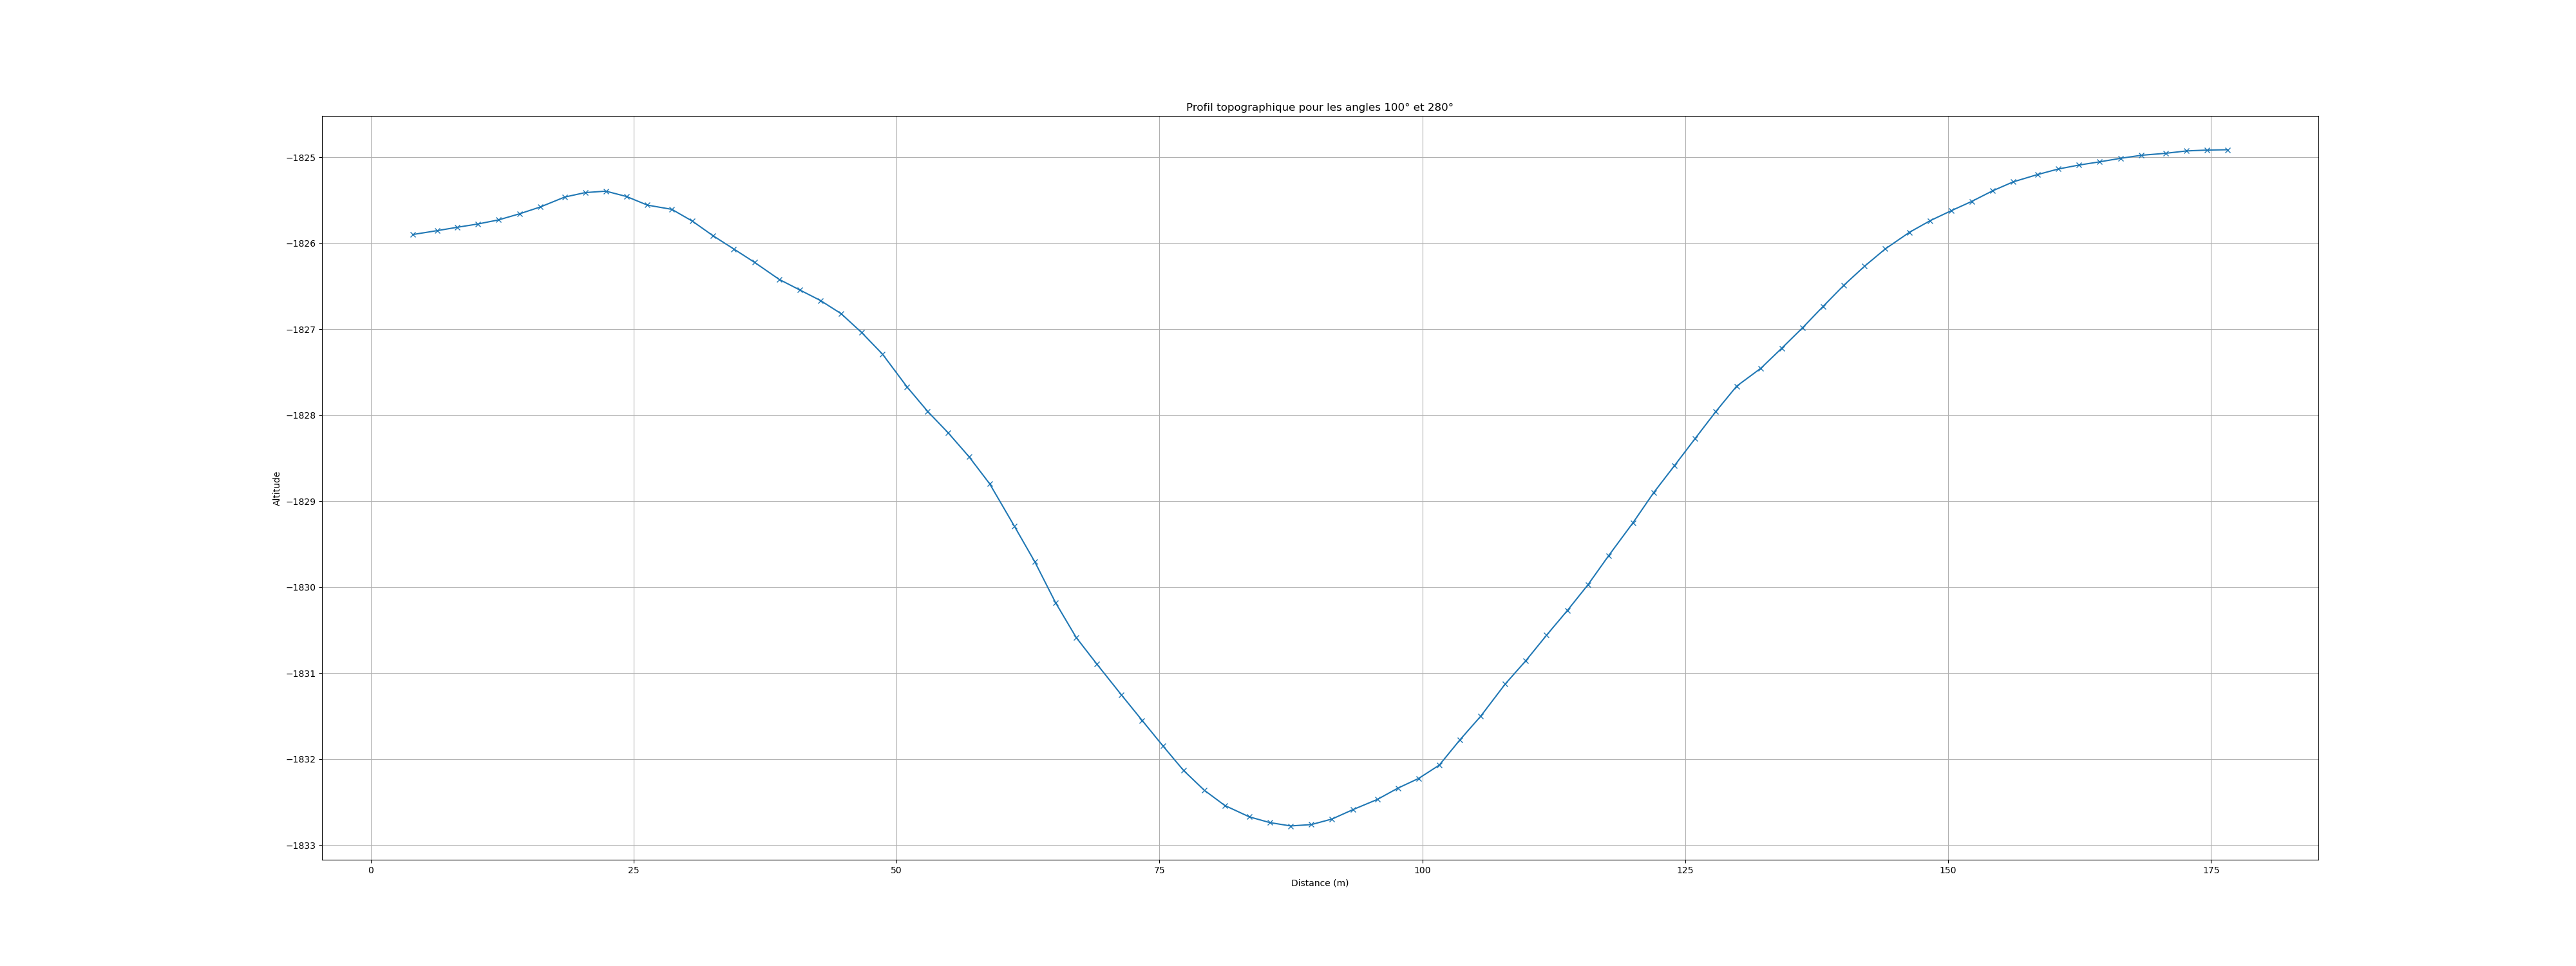 Profil topographique pour les angles 100° et 280°
Altitude
−1825
−1826
−1827
−1828
−1829
−1830
−1831
−1832
−1833
0 25 50 75 100 125 150 175
Distance (m)